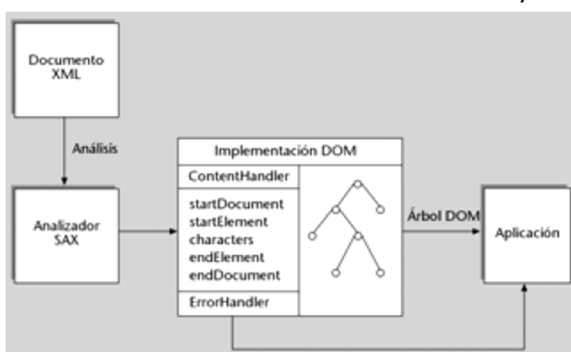 Documento
XML
Análisis
Analizador
SAX
Implementación DOM
ContentHandler
startDocument
startElement
characters
endElement
endDocument
ErrorHandler
Árbol DOM
Aplicación